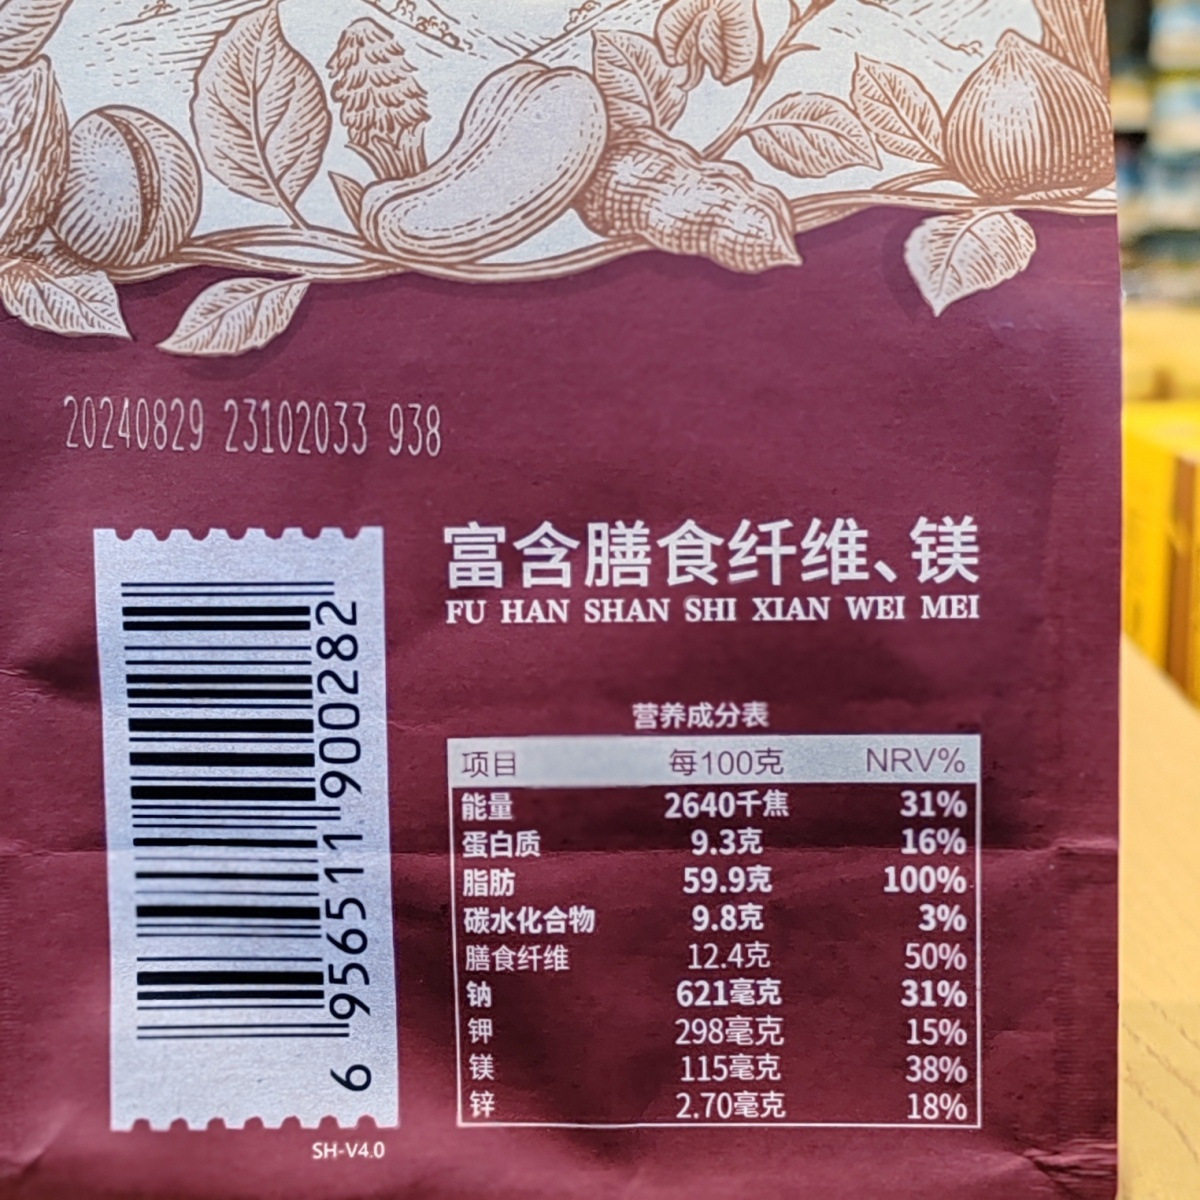 20240829 23102033 938
富含膳食纤维、镁
FU HAN SHAN SHI XIAN WEI MEI
营养成分表
项目 每100克 NRV%
能量 2640千焦 31%
蛋白质 9.3克 16%
脂肪 59.9克 100%
碳水化合物 9.8克 3%
膳食纤维 12.4克 50%
钠 621毫克 31%
钾 298毫克 15%
镁 115毫克 38%
锌 2.70毫克 18%
6 956511 900282
SH-V4.0